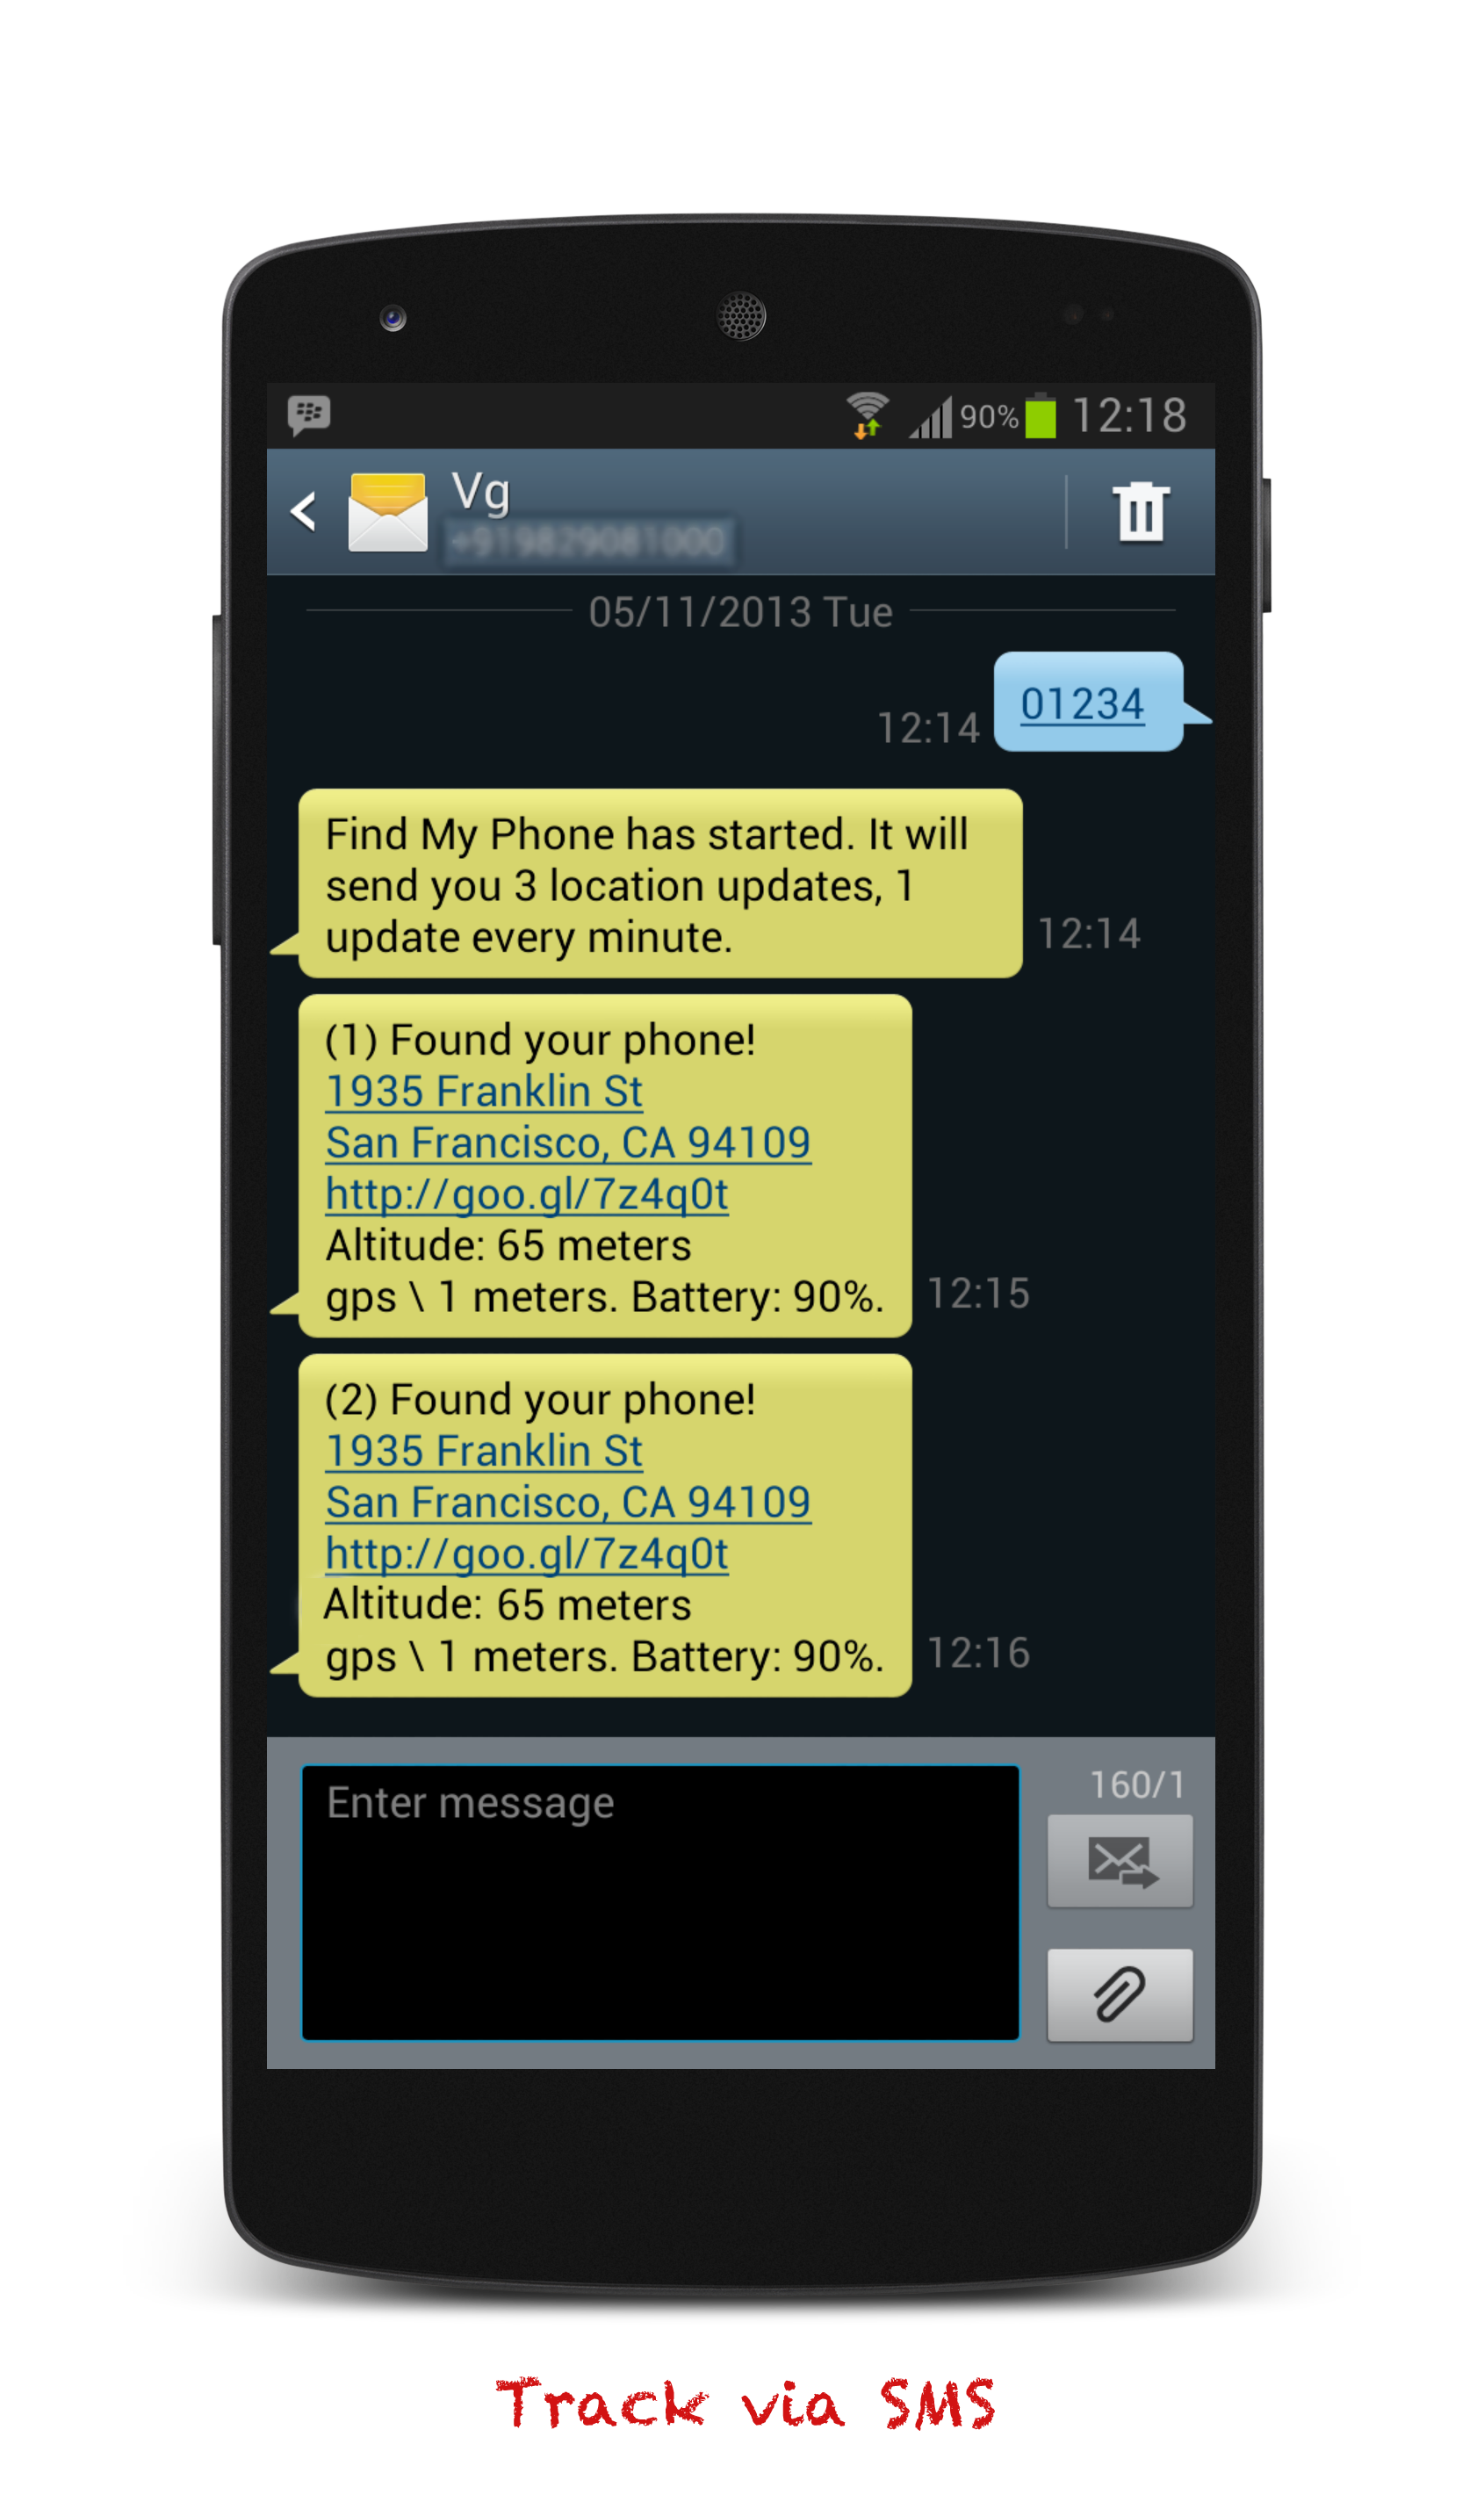 90% 12:18
Vg
05/11/2013 Tue
01234
12:14
Find My Phone has started. It will
send you 3 location updates, 1
update every minute.
12:14
(1) Found your phone!
1935 Franklin St
San Francisco, CA 94109
http://goo.gl/7z4q0t
Altitude: 65 meters
gps \ 1 meters. Battery: 90%.
12:15
(2) Found your phone!
1935 Franklin St
San Francisco, CA 94109
http://goo.gl/7z4q0t
Altitude: 65 meters
gps \ 1 meters. Battery: 90%.
12:16
Enter message
160/1
Track via SMS